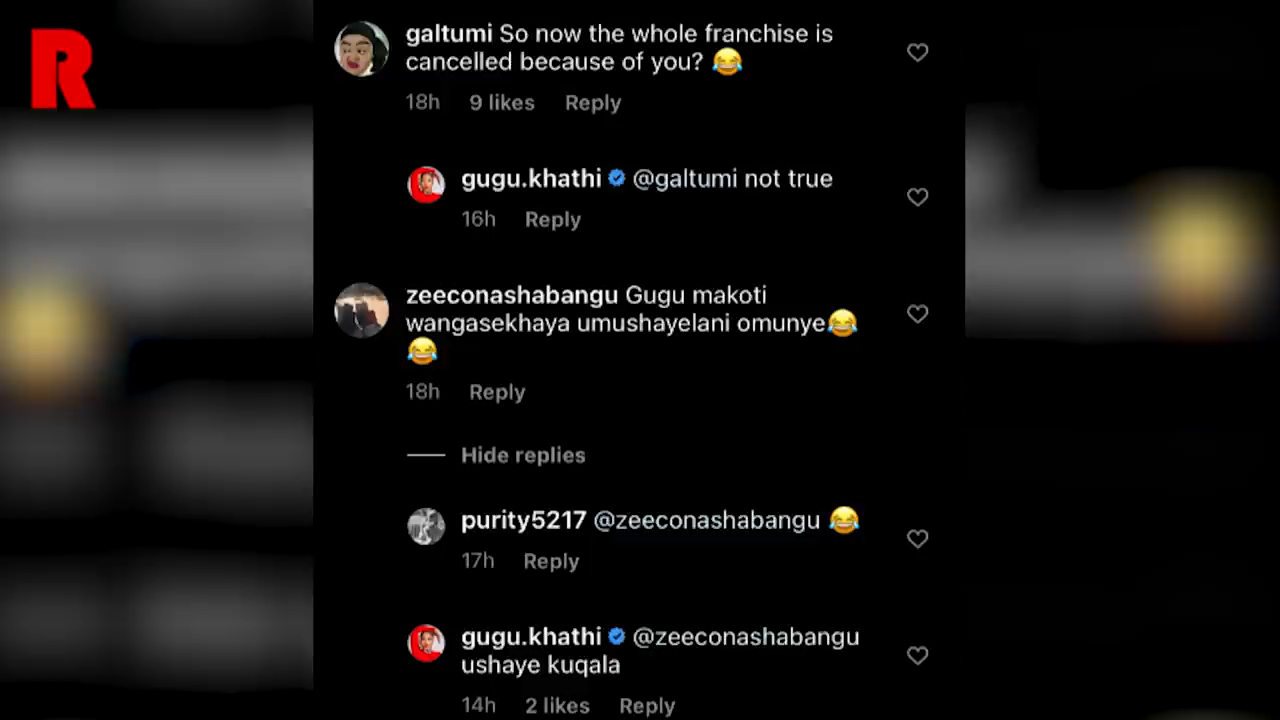 R
galtumi So now the whole franchise is
cancelled because of you? 😂
18h 9 likes Reply
gugu.khathi @galtumi not true
16h Reply
zeeconashabangu Gugu makoti
wangasekhaya umushayelani omunye😂
😂
18h Reply
Hide replies
purity5217 @zeeconashabangu 😂
17h Reply
gugu.khathi @zeeconashabangu
ushaye kuqala
14h 2 likes Reply